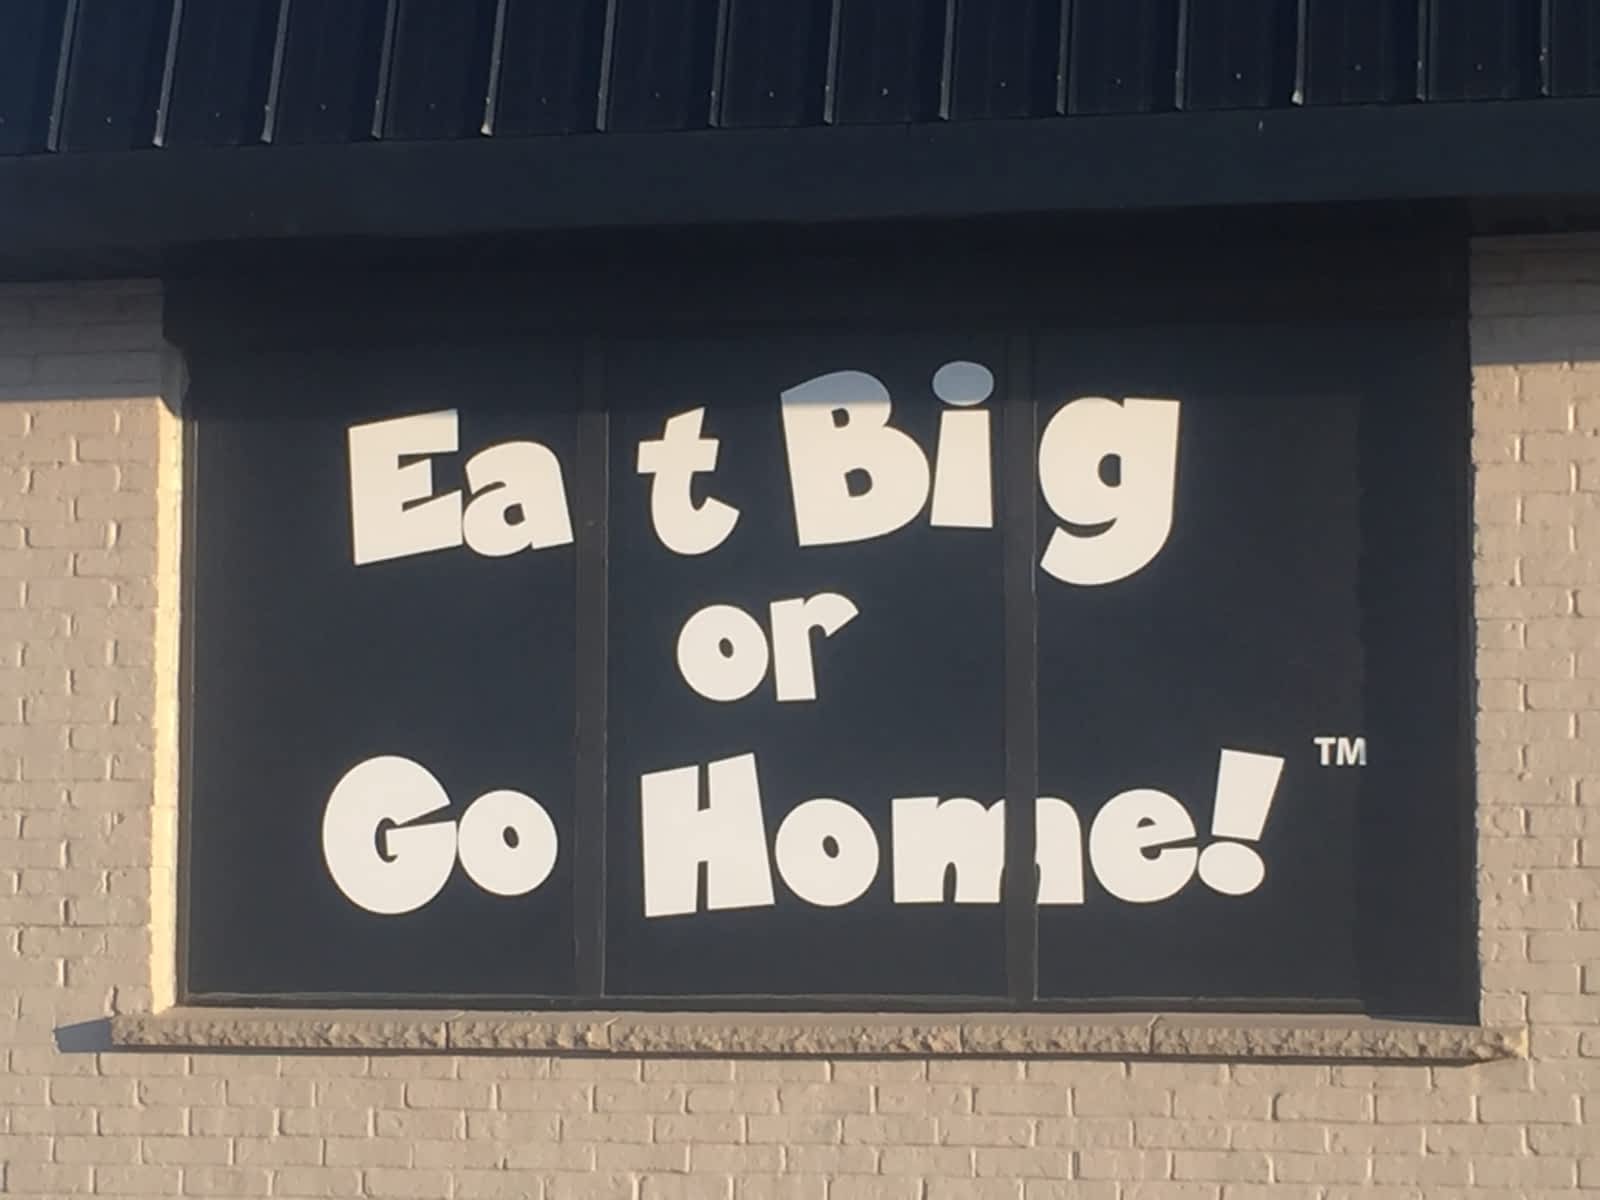 Eat Big
or
Go Home! ™